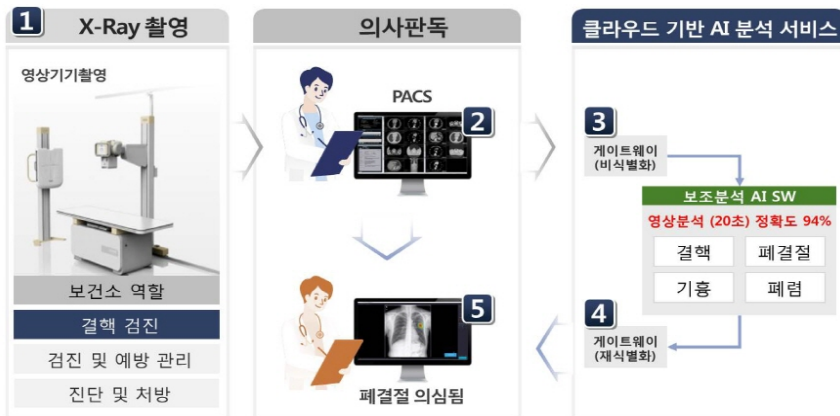 1
X-Ray 촬영
영상기기촬영
보건소 역할
결핵 검진
검진 및 예방 관리
진단 및 처방
의사판독
PACS
2
5
폐결절 의심됨
클라우드 기반 AI 분석 서비스
3
게이트웨이
(비식별화)
보조분석 AI SW
영상분석 (20초) 정확도 94%
결핵
폐결절
기흉
폐렴
4
게이트웨이
(재식별화)